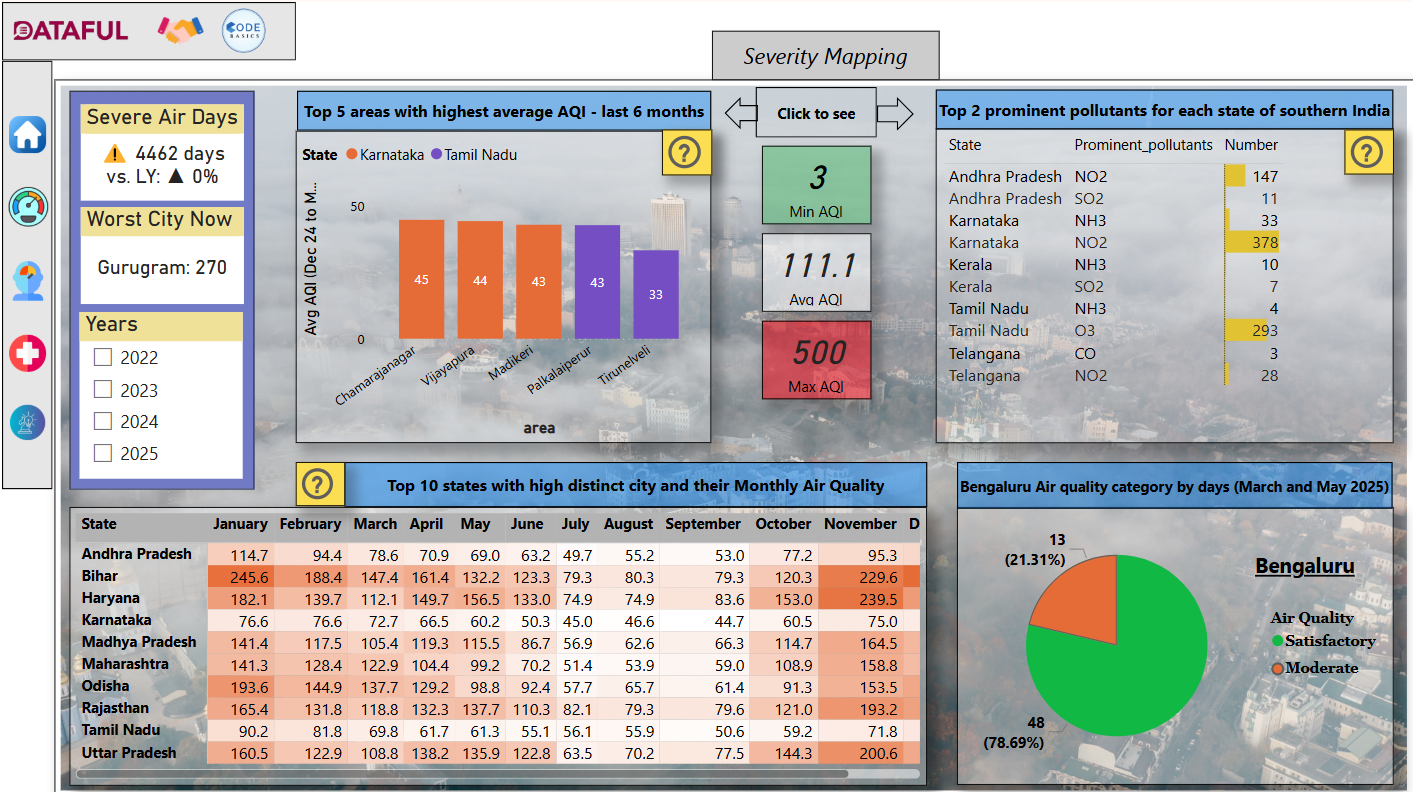 DATAFUL
CODE
BASICS
Severity Mapping
Severe Air Days
4462 days
vs. LY: ▲ 0%
Worst City Now
Gurugram: 270
Years
2022
2023
2024
2025
Top 5 areas with highest average AQI - last 6 months
?
State Karnataka Tamil Nadu
Avg AQI (Dec 24 to M...
50
0
45
44
43
43
33
Chamarajanagar
Vijayapura
Madikeri
Palkalaiperur
Tirunelveli
area
Click to see
3
Min AQI
111.1
Avg AQI
500
Max AQI
Top 2 prominent pollutants for each state of southern India
?
State Prominent_pollutants Number
Andhra Pradesh NO2 147
Andhra Pradesh SO2 11
Karnataka NH3 33
Karnataka NO2 378
Kerala NH3 10
Kerala SO2 7
Tamil Nadu NH3 4
Tamil Nadu O3 293
Telangana CO 3
Telangana NO2 28
?
Top 10 states with high distinct city and their Monthly Air Quality
State January February March April May June July August September October November D
Andhra Pradesh 114.7 94.4 78.6 70.9 69.0 63.2 49.7 55.2 53.0 77.2 95.3
Bihar 245.6 188.4 147.4 161.4 132.2 123.3 79.3 80.3 79.3 120.3 229.6
Haryana 182.1 139.7 112.1 149.7 156.5 133.0 74.9 74.9 83.6 153.0 239.5
Karnataka 76.6 76.6 72.7 66.5 60.2 50.3 45.0 46.6 44.7 60.5 75.0
Madhya Pradesh 141.4 117.5 105.4 119.3 115.5 86.7 56.9 62.6 66.3 114.7 164.5
Maharashtra 141.3 128.4 122.9 104.4 99.2 70.2 51.4 53.9 59.0 108.9 158.8
Odisha 193.6 144.9 137.7 129.2 98.8 92.4 57.7 65.7 61.4 91.3 153.5
Rajasthan 165.4 131.8 118.8 132.3 137.7 110.3 82.1 79.3 79.6 121.0 193.2
Tamil Nadu 90.2 81.8 69.8 61.7 61.3 55.1 56.1 55.9 50.6 59.2 71.8
Uttar Pradesh 160.5 122.9 108.8 138.2 135.9 122.8 63.5 70.2 77.5 144.3 200.6
Bengaluru Air quality category by days (March and May 2025)
13
(21.31%)
48
(78.69%)
Bengaluru
Air Quality
Satisfactory
Moderate